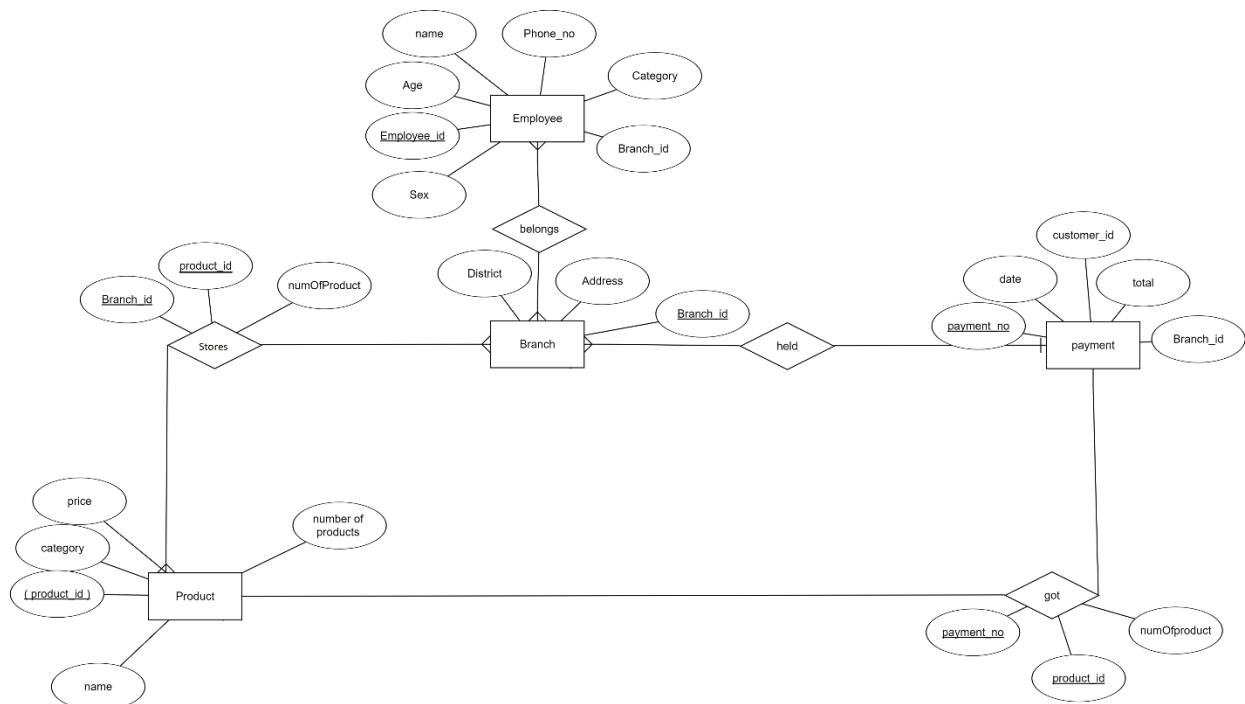 name
Phone_no
Category
Age
Employee
Employee_id
Branch_id
Sex
belongs
customer_id
product_id
District
Address
date
total
Branch_id
numOfProduct
Branch_id
payment_no
Stores
Branch
held
payment
Branch_id
price
number of
products
category
( product_id )
Product
got
payment_no
numOfproduct
product_id
name